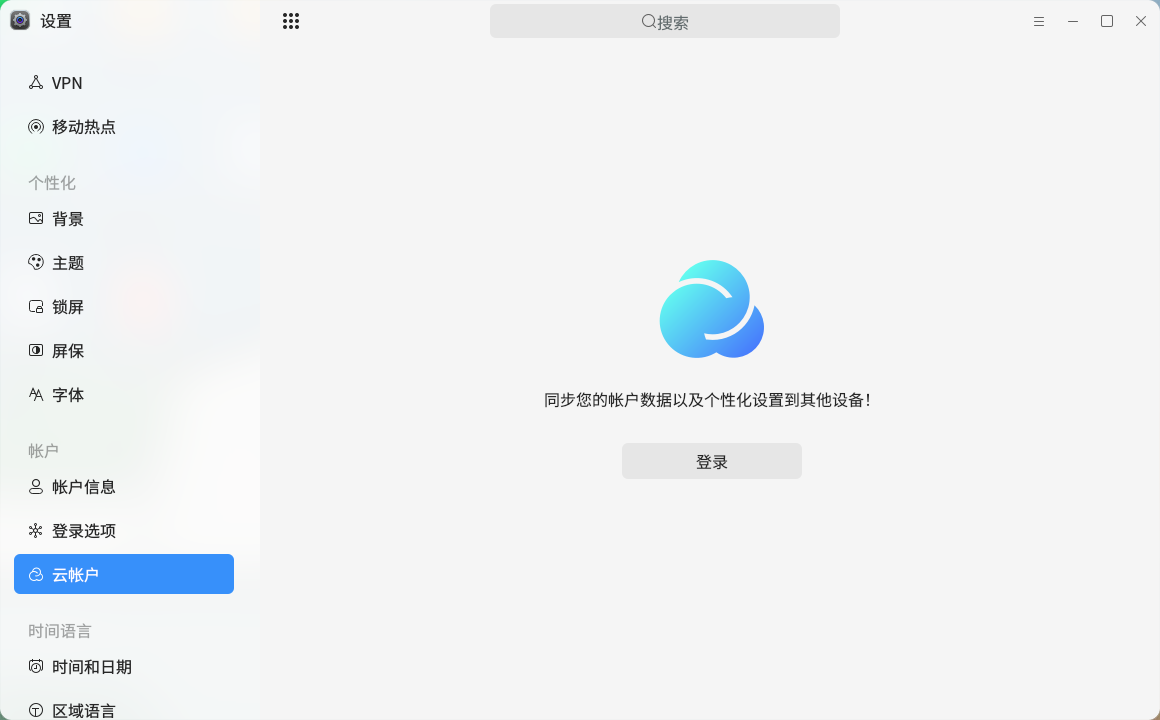 设置
搜索
VPN
移动热点
个性化
背景
主题
锁屏
屏保
字体
帐户
帐户信息
登录选项
云帐户
时间语言
时间和日期
区域语言
同步您的帐户数据以及个性化设置到其他设备!
登录